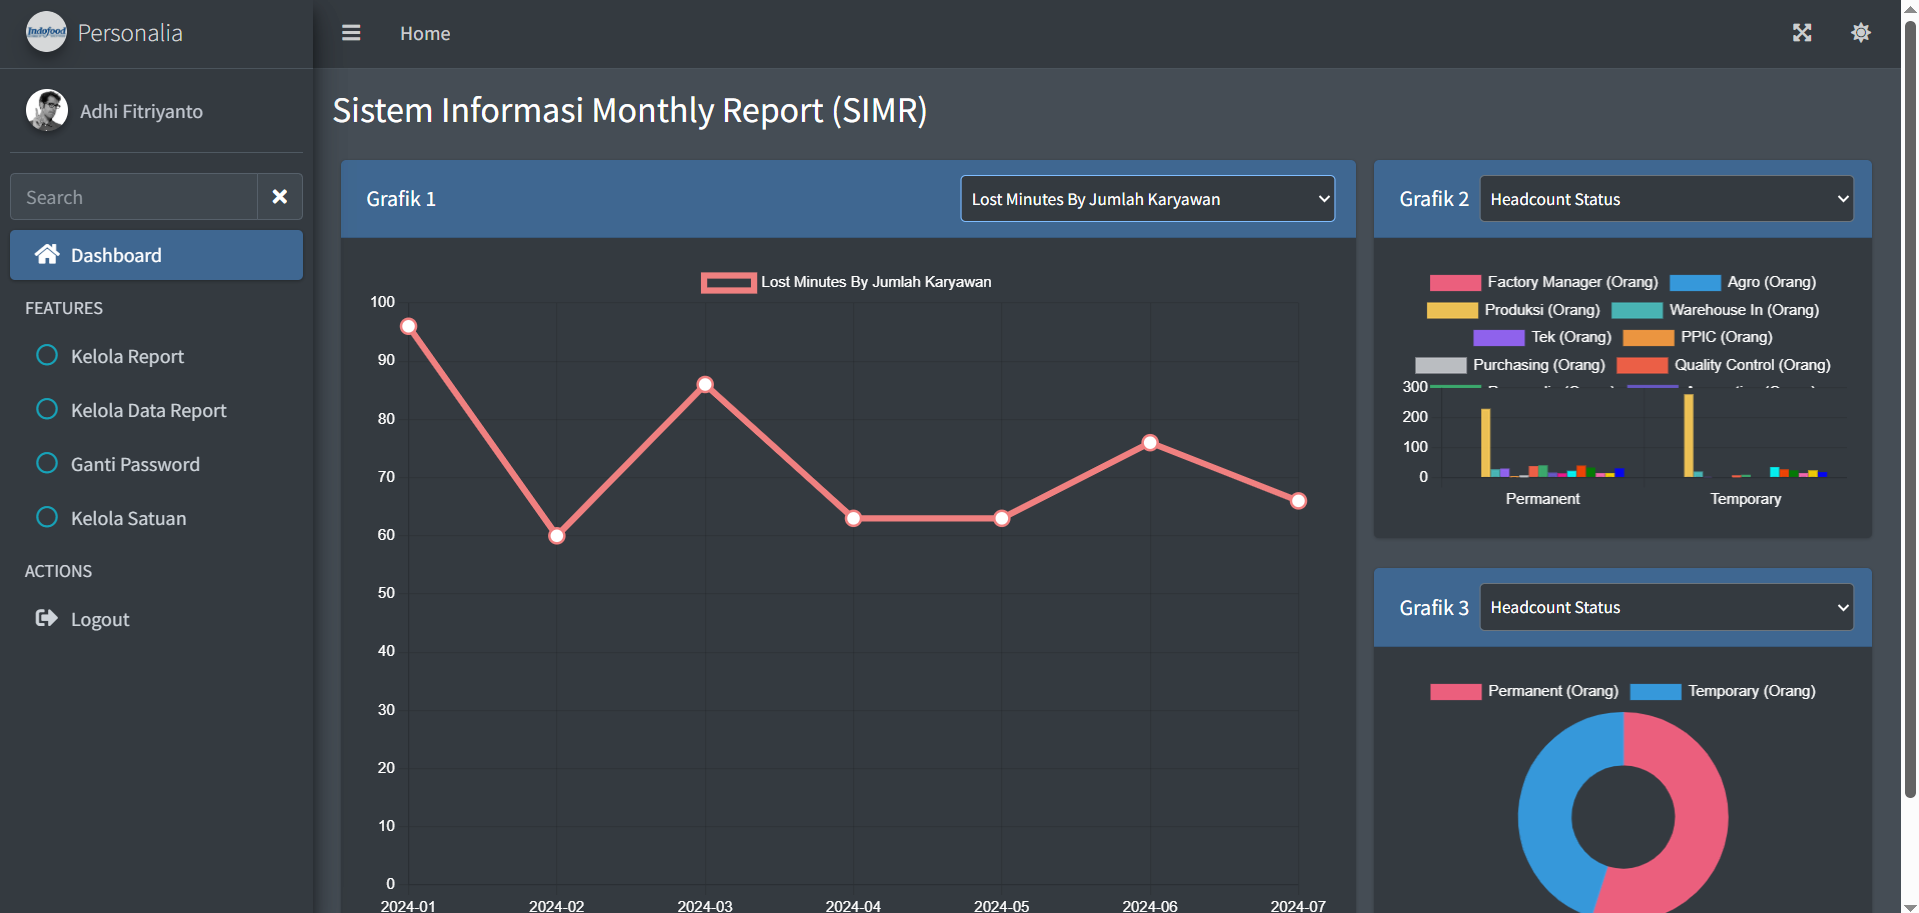 Indofood
Personalia
Home
Adhi Fitriyanto
Search
Dashboard
FEATURES
Kelola Report
Kelola Data Report
Ganti Password
Kelola Satuan
ACTIONS
Logout
Sistem Informasi Monthly Report (SIMR)
Grafik 1
Lost Minutes By Jumlah Karyawan
Lost Minutes By Jumlah Karyawan
100
90
80
70
60
50
40
30
20
10
0
2024-01 2024-02 2024-03 2024-04 2024-05 2024-06 2024-07
Grafik 2 Headcount Status
Factory Manager (Orang) Agro (Orang)
Produksi (Orang) Warehouse In (Orang)
Tek (Orang) PPIC (Orang)
Purchasing (Orang) Quality Control (Orang)
300
200
100
0
Permanent Temporary
Grafik 3 Headcount Status
Permanent (Orang) Temporary (Orang)